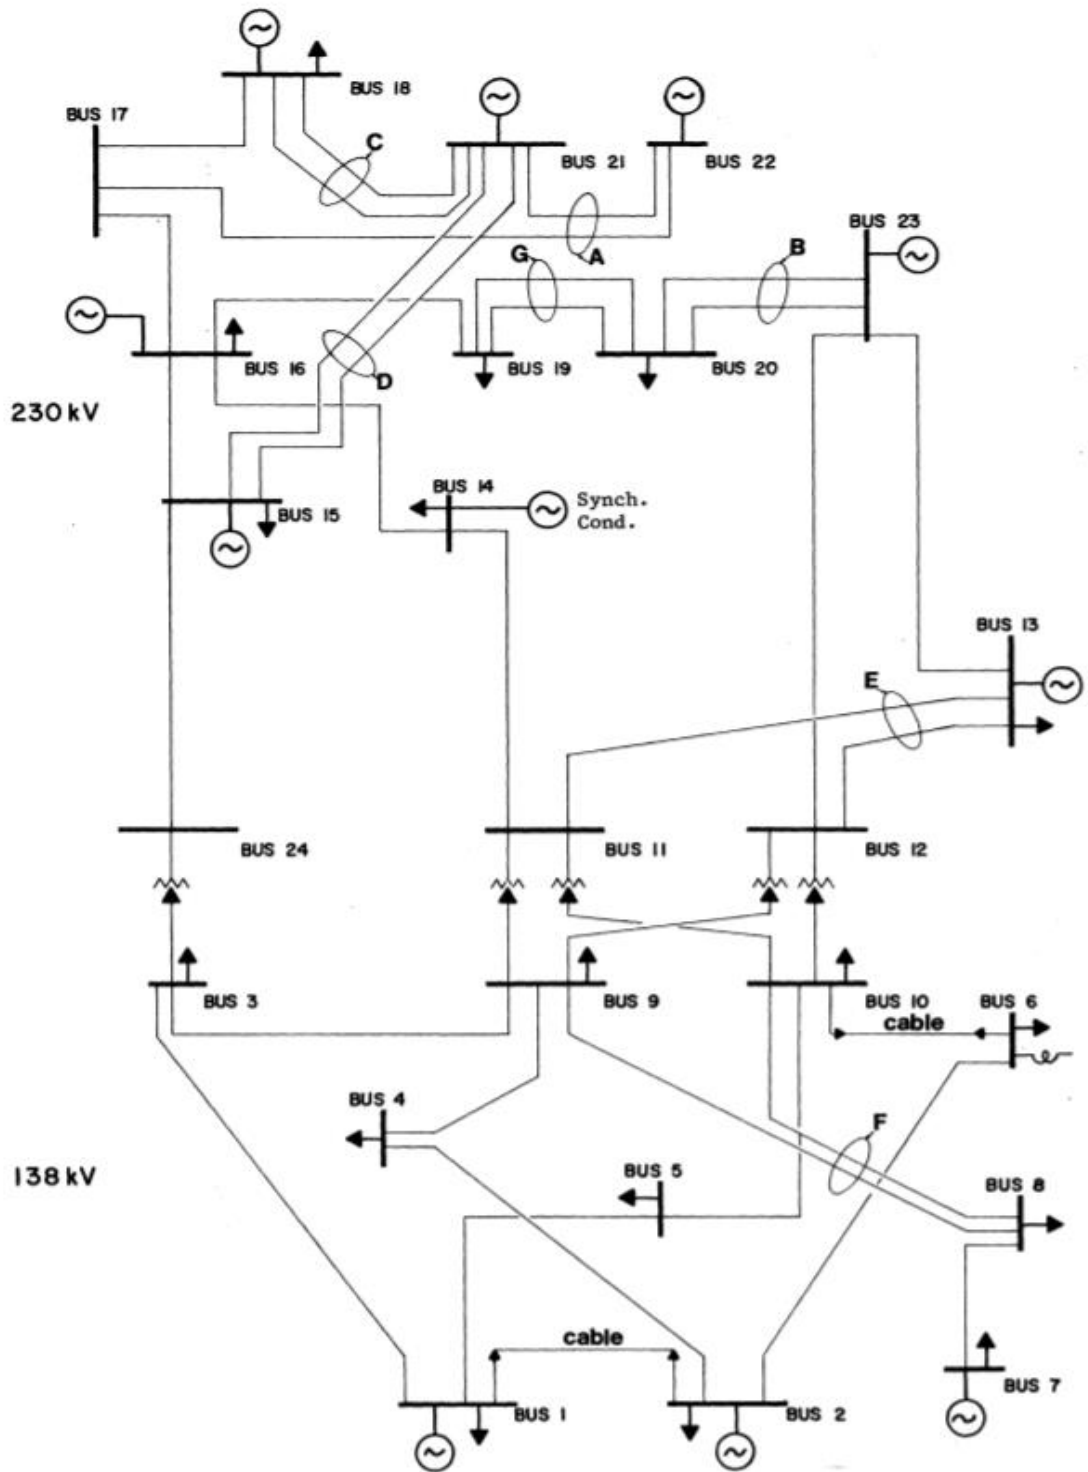 BUS 18
BUS 17
C
BUS 21
BUS 22
BUS 23
G
A
B
BUS 16
D
BUS 19
BUS 20
230 kV
BUS 14
Synch.
Cond.
BUS 15
BUS 13
E
BUS 24
BUS 11
BUS 12
BUS 3
BUS 9
BUS 10
BUS 6
cable
BUS 4
F
138 kV
BUS 5
BUS 8
cable
BUS 7
BUS 1
BUS 2